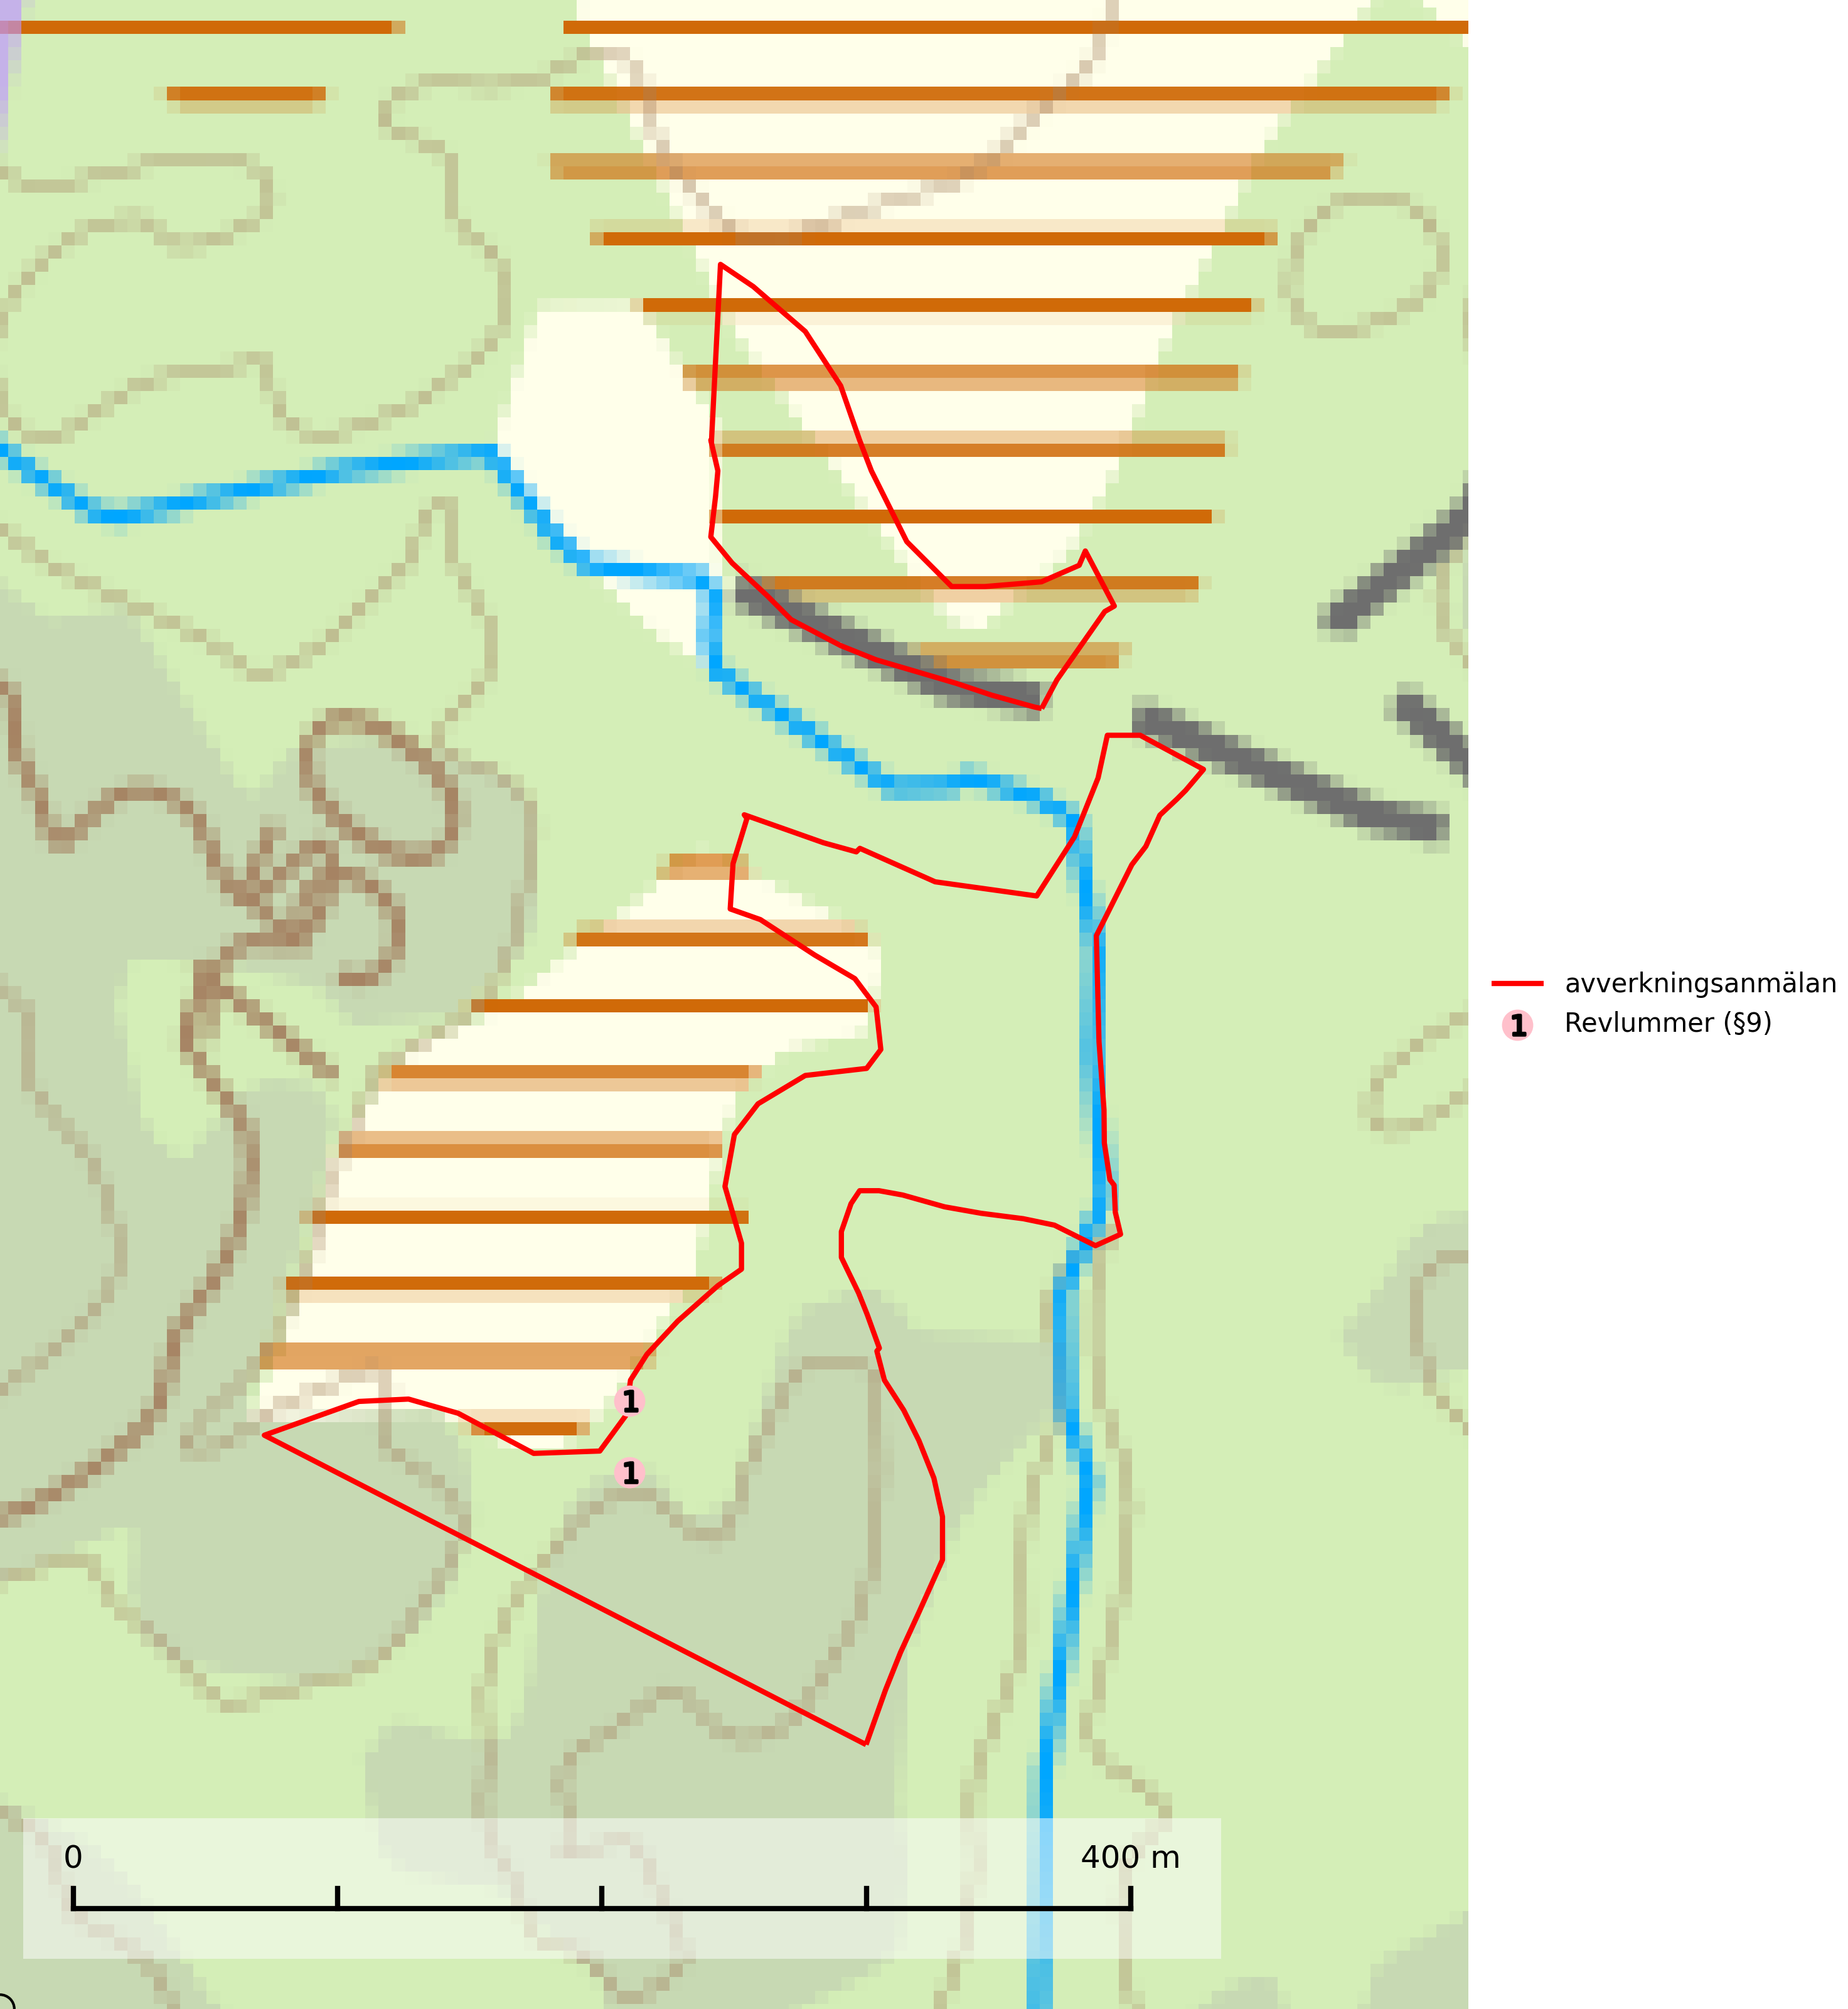 avverkningsanmälan
1 Revlummer (§9)
1
1
0 400 m